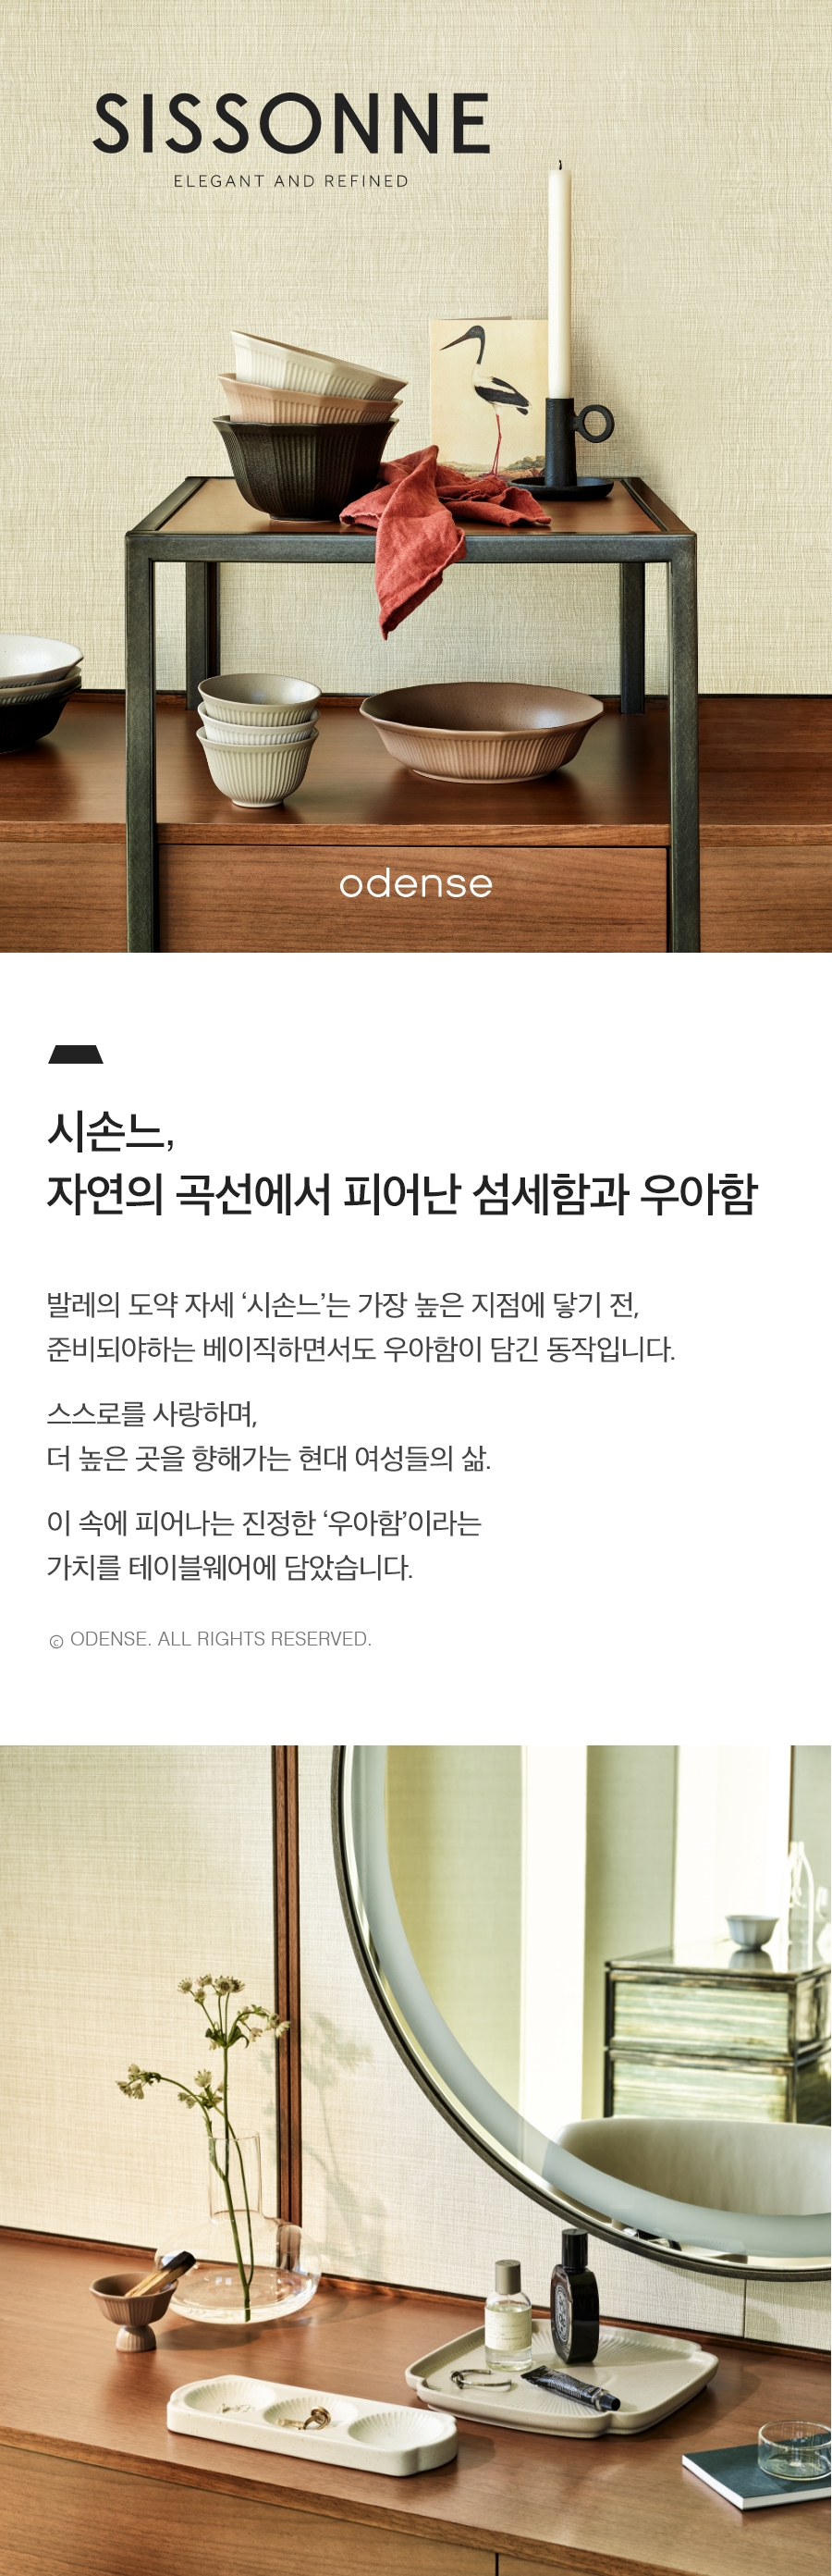 SISSONNE
ELEGANT AND REFINED
odense
시손느,
자연의 곡선에서 피어난 섬세함과 우아함
발레의 도약 자세 ‘시손느’는 가장 높은 지점에 닿기 전,
준비되야하는 베이직하면서도 우아함이 담긴 동작입니다.
스스로를 사랑하며,
더 높은 곳을 향해가는 현대 여성들의 삶.
이 속에 피어나는 진정한 ‘우아함’이라는
가치를 테이블웨어에 담았습니다.
ⓒ ODENSE. ALL RIGHTS RESERVED.